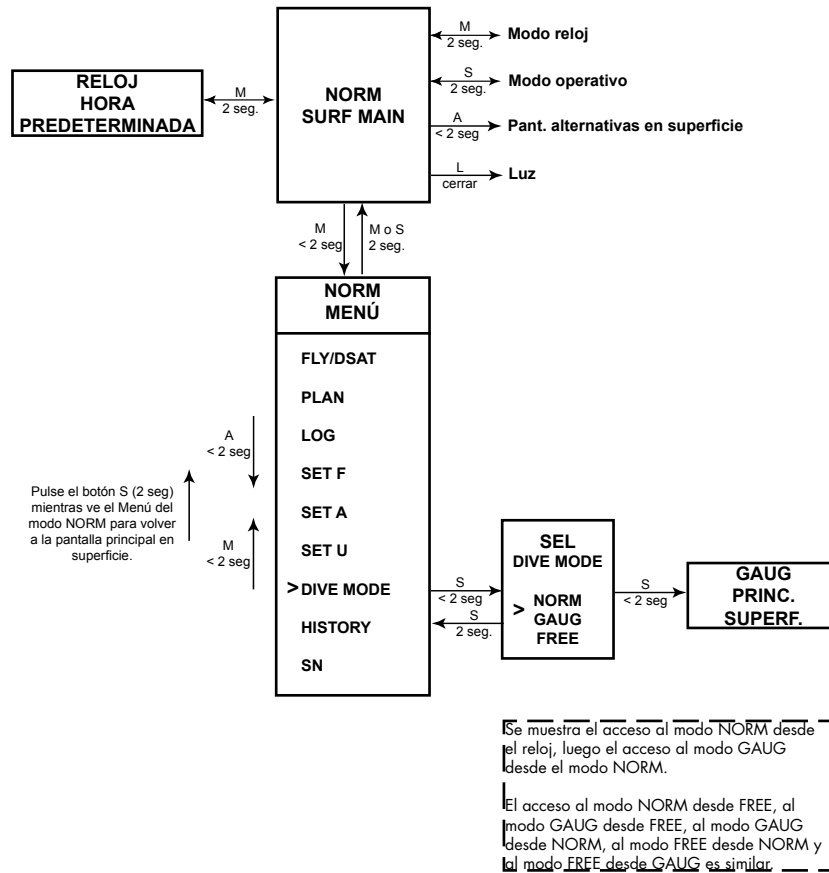 RELOJ
HORA
PREDETERMINADA
M
2 seg.
NORM
SURF MAIN
M
2 seg.
Modo reloj
S
2 seg.
Modo operativo
A
< 2 seg
Pant. alternativas en superficie
L
cerrar
Luz
M
< 2 seg
M o S
2 seg.
NORM
MENÚ
FLY/DSAT
PLAN
LOG
SET F
SET A
SET U
>DIVE MODE
HISTORY
SN
A
< 2 seg
Pulse el botón S (2 seg)
mientras ve el Menú del
modo NORM para volver
a la pantalla principal en
superficie.
M
< 2 seg
S
< 2 seg
S
2 seg.
SEL
DIVE MODE
> NORM
GAUG
FREE
S
< 2 seg
GAUG
PRINC.
SUPERF.
Se muestra el acceso al modo NORM desde
el reloj, luego el acceso al modo GAUG
desde el modo NORM.
El acceso al modo NORM desde FREE, al
modo GAUG desde FREE, al modo GAUG
desde NORM, al modo FREE desde NORM y
al modo FREE desde GAUG es similar.